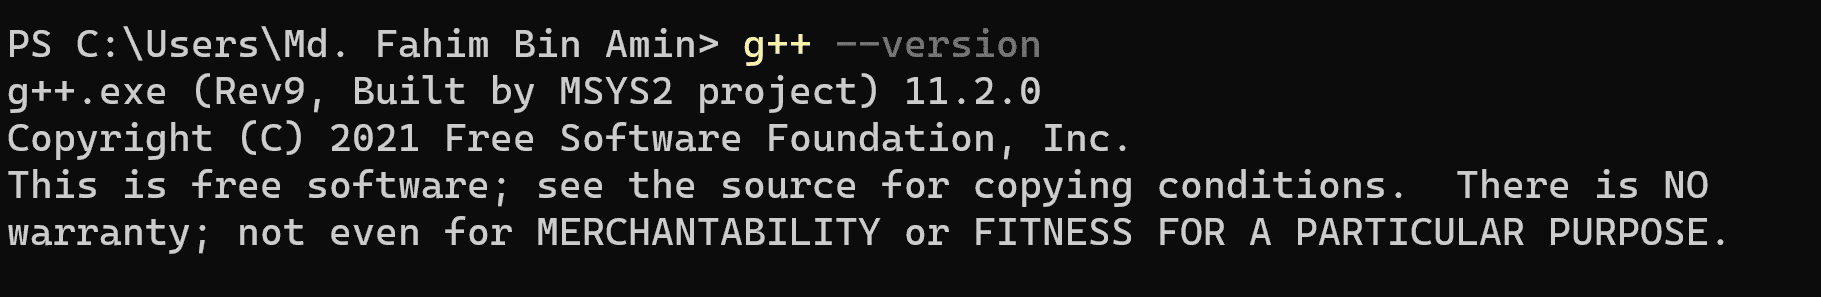 PS C:\Users\Md. Fahim Bin Amin> g++ --version
g++.exe (Rev9, Built by MSYS2 project) 11.2.0
Copyright (C) 2021 Free Software Foundation, Inc.
This is free software; see the source for copying conditions.  There is NO
warranty; not even for MERCHANTABILITY or FITNESS FOR A PARTICULAR PURPOSE.